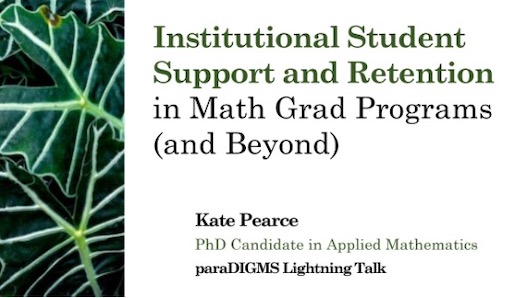 Institutional Student
Support and Retention
in Math Grad Programs
(and Beyond)
Kate Pearce
PhD Candidate in Applied Mathematics
paraDIGMS Lightning Talk